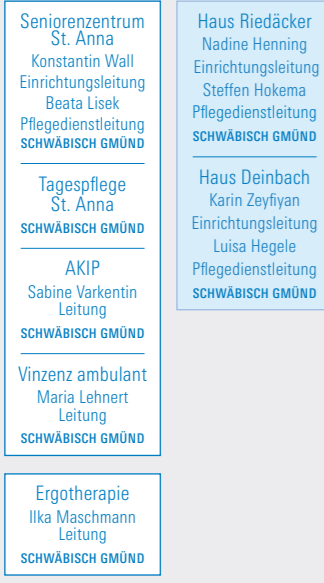 Seniorenzentrum
St. Anna
Konstantin Wall
Einrichtungsleitung
Beata Lisek
Pflegedienstleitung
SCHWÄBISCH GMÜND
Tagespflege
St. Anna
SCHWÄBISCH GMÜND
AKIP
Sabine Varkentin
Leitung
SCHWÄBISCH GMÜND
Vinzenz ambulant
Maria Lehnert
Leitung
SCHWÄBISCH GMÜND
Ergotherapie
Ilka Maschmann
Leitung
SCHWÄBISCH GMÜND
Haus Riedäcker
Nadine Henning
Einrichtungsleitung
Steffen Hokema
Pflegedienstleitung
SCHWÄBISCH GMÜND
Haus Deinbach
Karin Zeyfiyan
Einrichtungsleitung
Luisa Hegele
Pflegedienstleitung
SCHWÄBISCH GMÜND